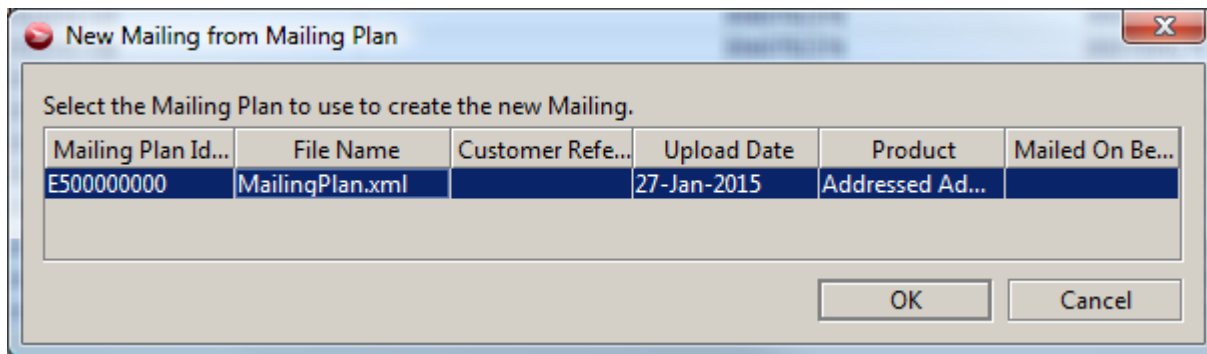 New Mailing from Mailing Plan
Select the Mailing Plan to use to create the new Mailing.
Mailing Plan Id... File Name Customer Refe... Upload Date Product Mailed On Be...
E500000000 MailingPlan.xml 27-Jan-2015 Addressed Ad...
OK Cancel